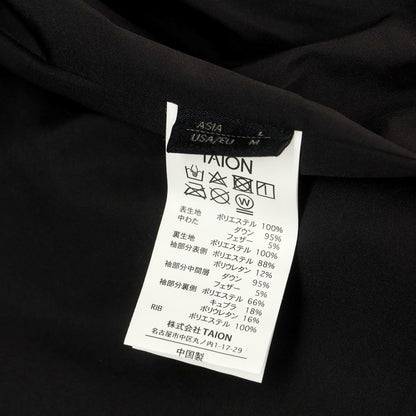 ASIA L
USA/EU M
TAION
表生地 ポリエステル 100%
中わた ダウン 95%
フェザー 5%
裏生地 ポリエステル 100%
袖部分表側 ポリエステル 88%
ポリウレタン 12%
袖部分中間層 ダウン 95%
フェザー 5%
袖部分裏側 ポリエステル 66%
キュプラ 18%
ポリウレタン 16%
RIB ポリエステル 100%
株式会社TAION
名古屋市中区丸ノ内1-17-29
中国製